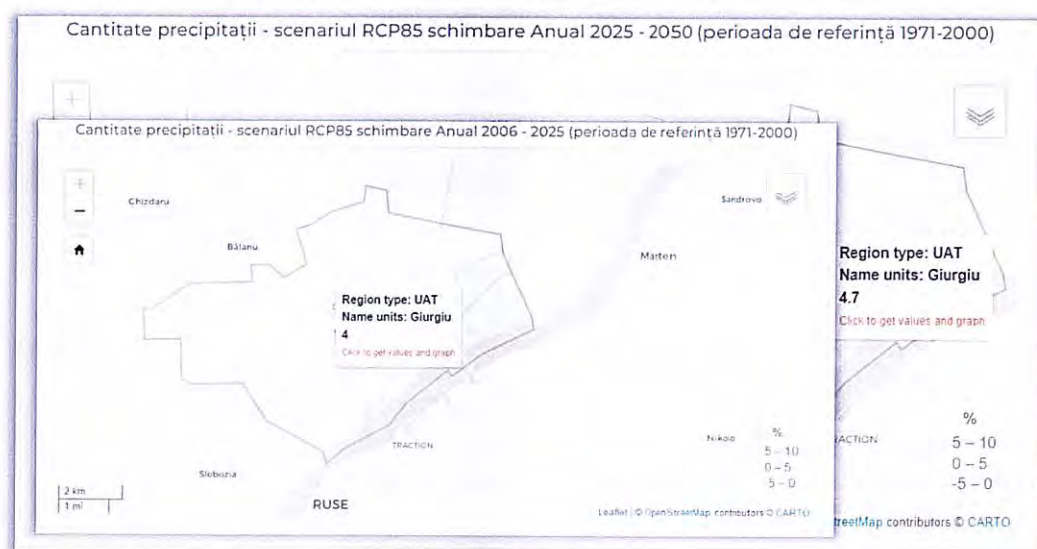 Cantitate precipitații - scenariul RCP85 schimbare Anual 2025 - 2050 (perioada de referință 1971-2000)
+
Cantitate precipitații - scenariul RCP85 schimbare Anual 2006 - 2025 (perioada de referință 1971-2000)
+
−
Chizdaru
Sandrovo
Bălanu
Marten
Region type: UAT
Name units: Giurgiu
4
Click to get values and graph
Region type: UAT
Name units: Giurgiu
4.7
Click to get values and graph
TRACTION
Slobozia
RUSE
2 km
1 mi
%
5 – 10
0 – 5
5 – 0
Leaflet | © OpenStreetMap contributors © CARTO
ACTION
%
5 – 10
0 – 5
-5 – 0
treetMap contributors © CARTO